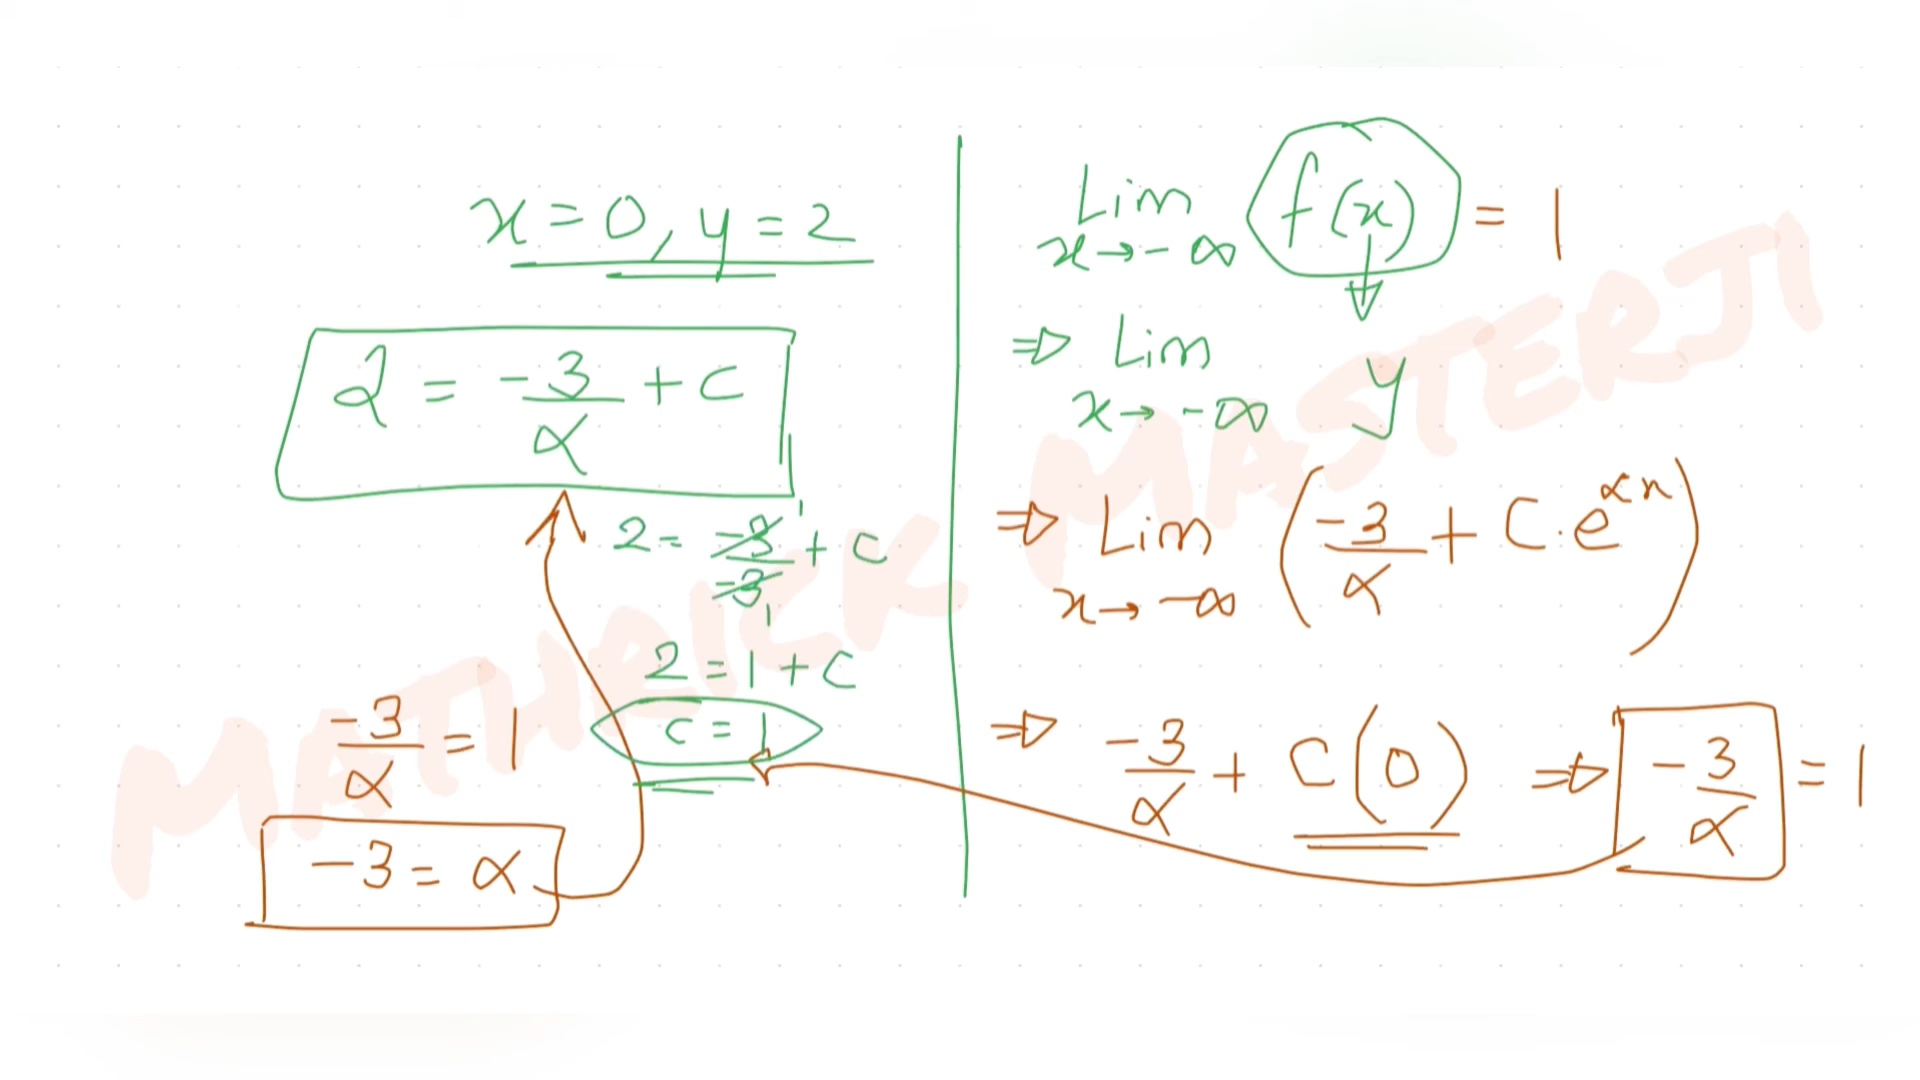 x = 0, y = 2
2 = -3/α + c
2 = -3/-3 + c
2 = 1 + c
c = 1
-3/α = 1
-3 = α
Lim x→-∞ f(x) = 1
⇒ Lim x→-∞ y
⇒ Lim x→-∞ (-3/α + C.e^αx)
⇒ -3/α + C(0) ⇒ -3/α = 1
MATHRICK MASTERJI